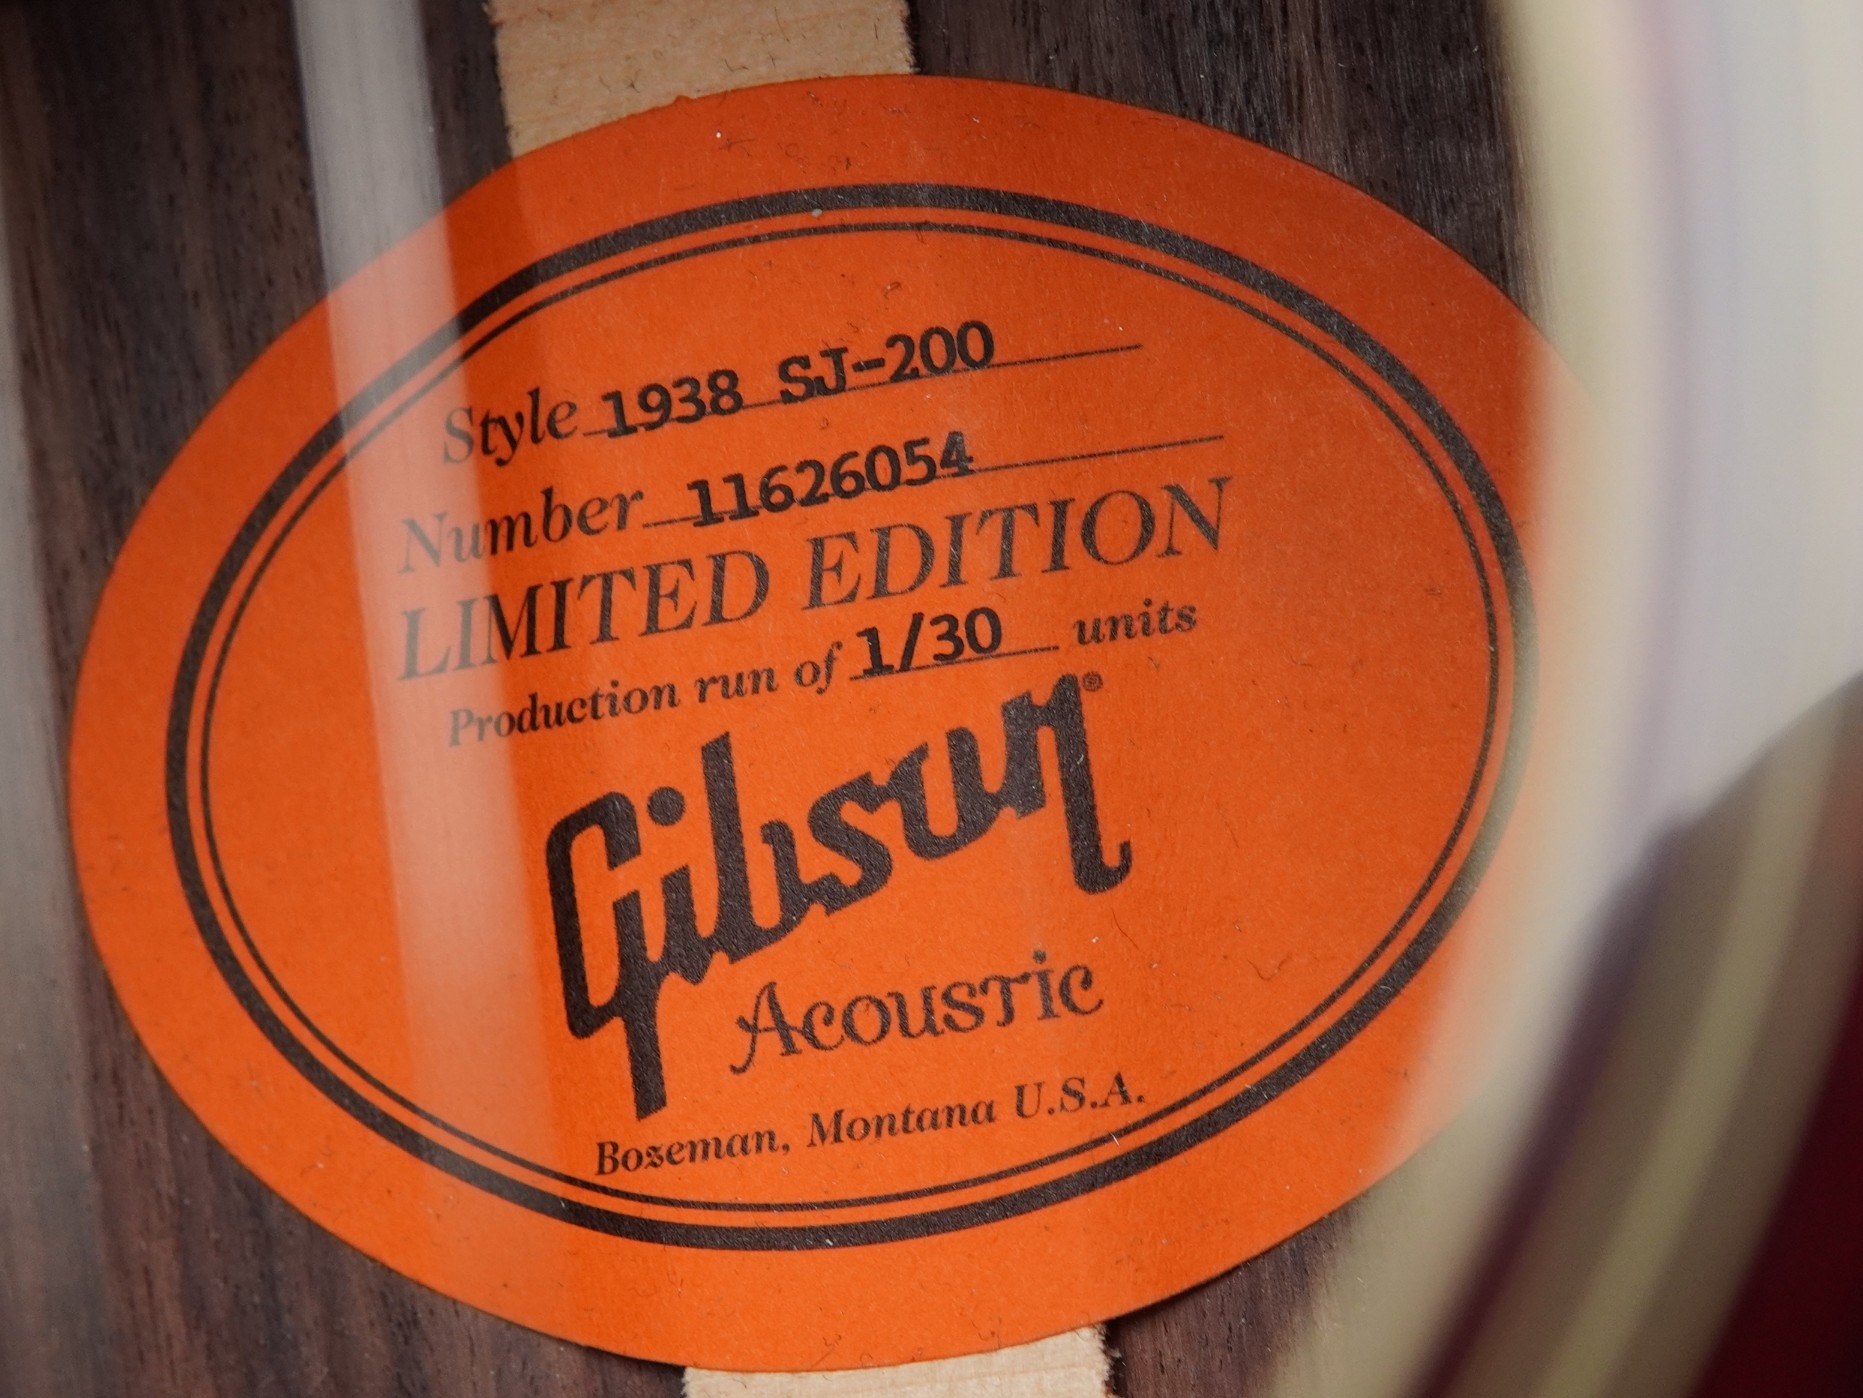 Style 1938 SJ-200
Number 11626054
LIMITED EDITION
Production run of 1/30 units
Gibson®
Acoustic
Bozeman, Montana U.S.A.